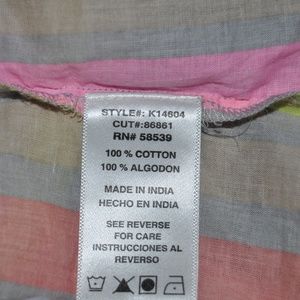 STYLE#: K14604
CUT#:86861
RN# 58539
100 % COTTON
100 % ALGODON
MADE IN INDIA
HECHO EN INDIA
SEE REVERSE
FOR CARE
INSTRUCCIONES AL
REVERSO